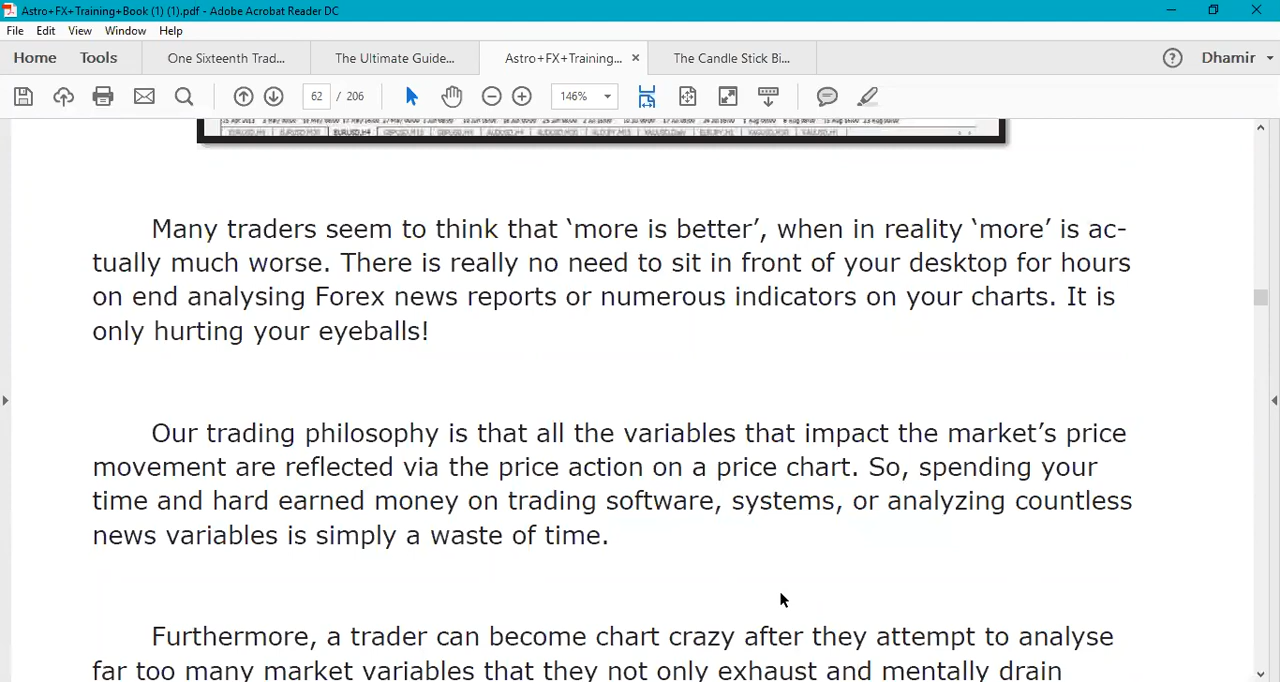 Astro+FX+Training+Book (1) (1).pdf - Adobe Acrobat Reader DC
File Edit View Window Help
Home Tools One Sixteenth Trad... The Ultimate Guide... Astro+FX+Training... × The Candle Stick Bi... Dhamir
62 / 206 146%
Many traders seem to think that ‘more is better’, when in reality ‘more’ is ac-
tually much worse. There is really no need to sit in front of your desktop for hours
on end analysing Forex news reports or numerous indicators on your charts. It is
only hurting your eyeballs!
Our trading philosophy is that all the variables that impact the market’s price
movement are reflected via the price action on a price chart. So, spending your
time and hard earned money on trading software, systems, or analyzing countless
news variables is simply a waste of time.
Furthermore, a trader can become chart crazy after they attempt to analyse
far too many market variables that they not only exhaust and mentally drain